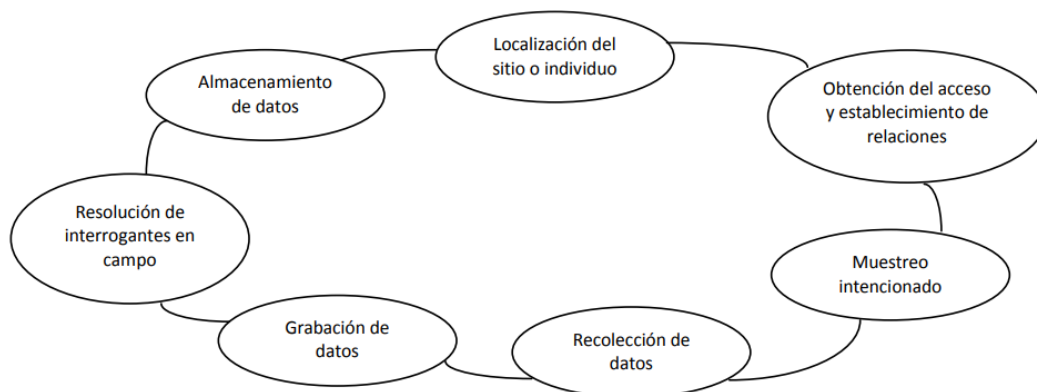 Localización del
sitio o individuo
Obtención del acceso
y establecimiento de
relaciones
Muestreo
intencionado
Recolección de
datos
Grabación de
datos
Resolución de
interrogantes en
campo
Almacenamiento
de datos